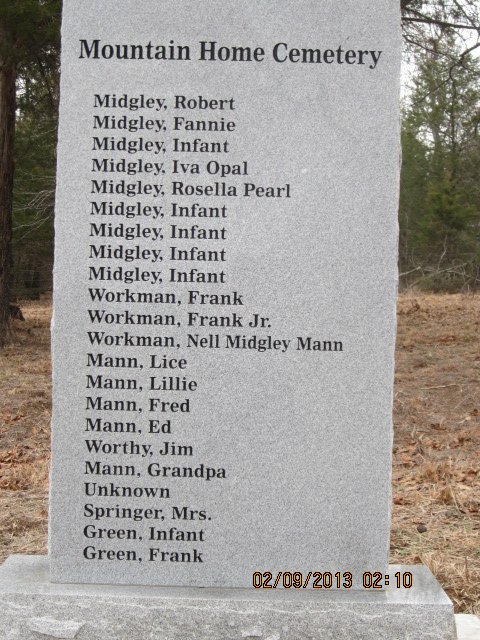 Mountain Home Cemetery
Midgley, Robert
Midgley, Fannie
Midgley, Infant
Midgley, Iva Opal
Midgley, Rosella Pearl
Midgley, Infant
Midgley, Infant
Midgley, Infant
Midgley, Infant
Workman, Frank
Workman, Frank Jr.
Workman, Nell Midgley Mann
Mann, Lice
Mann, Lillie
Mann, Fred
Mann, Ed
Worthy, Jim
Mann, Grandpa
Unknown
Springer, Mrs.
Green, Infant
Green, Frank
02/09/2013 02:10